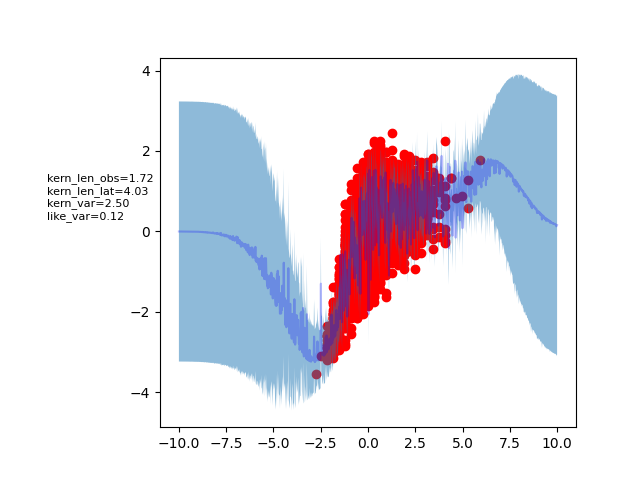 4
2
0
−2
−4
kern_len_obs=1.72
kern_len_lat=4.03
kern_var=2.50
like_var=0.12
−10.0 −7.5 −5.0 −2.5 0.0 2.5 5.0 7.5 10.0